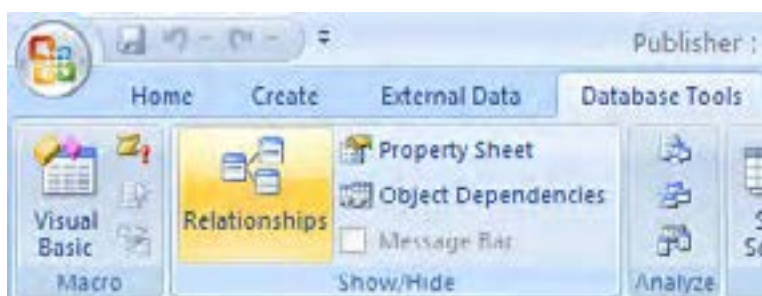 Publisher :
Home Create External Data Database Tools
Property Sheet
Object Dependencies
Message Bar
Relationships
Visual
Basic
Macro Show/Hide Analyze